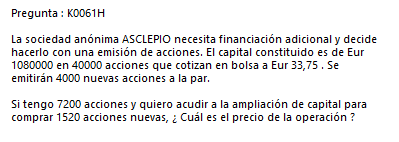 Pregunta : K0061H
La sociedad anónima ASCLEPIO necesita financiación adicional y decide
hacerlo con una emisión de acciones. El capital constituido es de Eur
1080000 en 40000 acciones que cotizan en bolsa a Eur 33,75 . Se
emitirán 4000 nuevas acciones a la par.
Si tengo 7200 acciones y quiero acudir a la ampliación de capital para
comprar 1520 acciones nuevas, ¿ Cuál es el precio de la operación ?